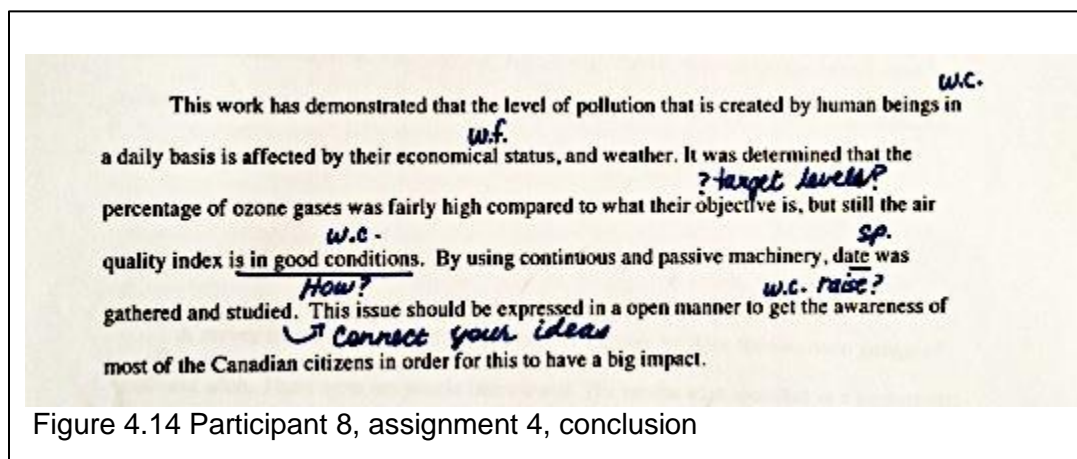 w.c.
This work has demonstrated that the level of pollution that is created by human beings in
w.f.
a daily basis is affected by their economical status, and weather. It was determined that the
? target levels?
percentage of ozone gases was fairly high compared to what their objective is, but still the air
w.c. sp.
quality index is in good conditions. By using continuous and passive machinery, date was
How? w.c. raise?
gathered and studied. This issue should be expressed in a open manner to get the awareness of
Connect your ideas
most of the Canadian citizens in order for this to have a big impact.
Figure 4.14 Participant 8, assignment 4, conclusion